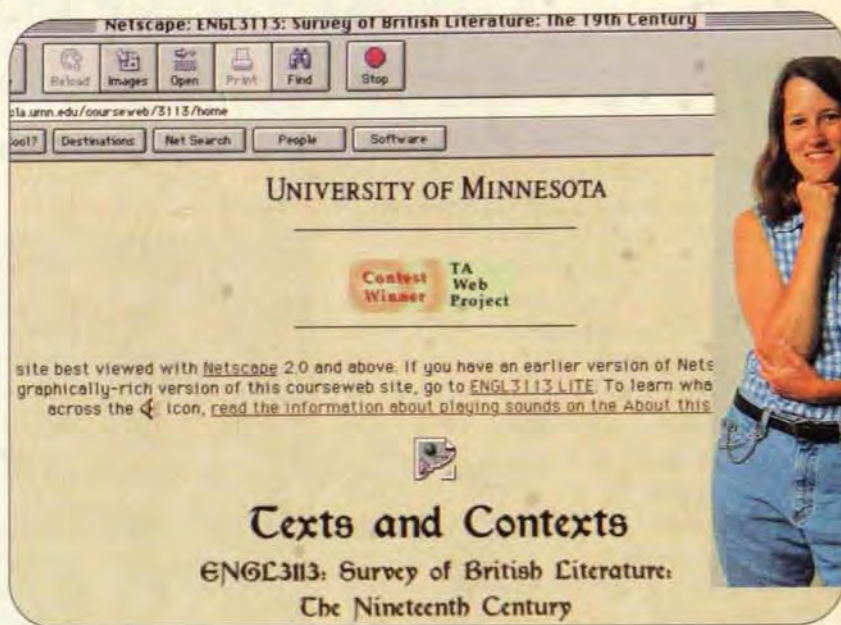 Netscape: ENGL3113: Survey of British Literature: The 19th Century
Reload Images Open Print Find Stop
cla.umn.edu/courseweb/3113/home
ool? Destinations Net Search People Software
UNIVERSITY OF MINNESOTA
Contest TA
Winner Web
Project
site best viewed with Netscape 2.0 and above. If you have an earlier version of Nets
graphically-rich version of this courseweb site, go to ENGL3113 LITE. To learn wha
across the icon, read the information about playing sounds on the About this
Texts and Contexts
ENGL3113: Survey of British Literature:
The Nineteenth Century